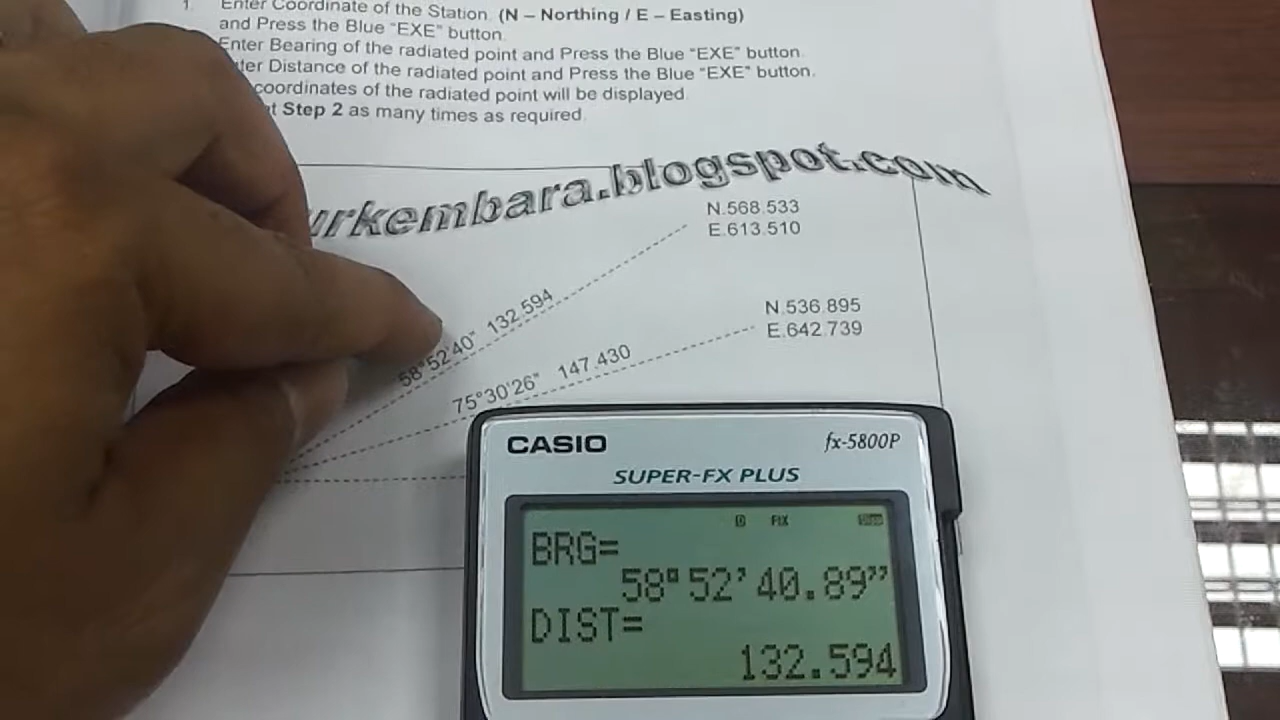 1. Enter Coordinate of the Station. (N – Northing / E – Easting)
and Press the Blue “EXE” button.
Enter Bearing of the radiated point and Press the Blue “EXE” button.
Distance of the radiated point and Press the Blue “EXE” button.
coordinates of the radiated point will be displayed.
Step 2 as many times as required.
urkembara.blogspot.com
N.568.533
E.613.510
58°52'40" 132.594
N.536.895
E.642.739
75°30'26" 147.430
CASIO fx-5800P
SUPER-FX PLUS
D FIX
BRG=
58°52’40.89”
DIST=
132.594